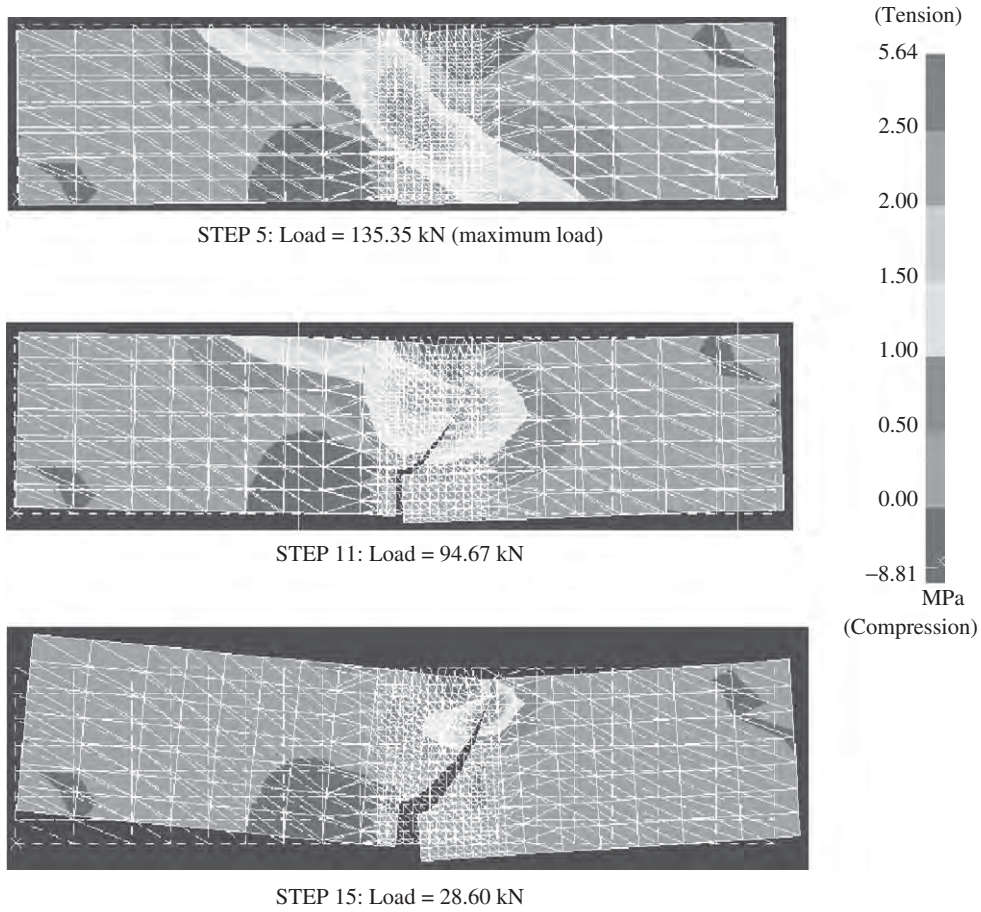 (Tension)
5.64
2.50
2.00
1.50
1.00
0.50
0.00
−8.81
MPa
(Compression)
STEP 5: Load = 135.35 kN (maximum load)
STEP 11: Load = 94.67 kN
STEP 15: Load = 28.60 kN